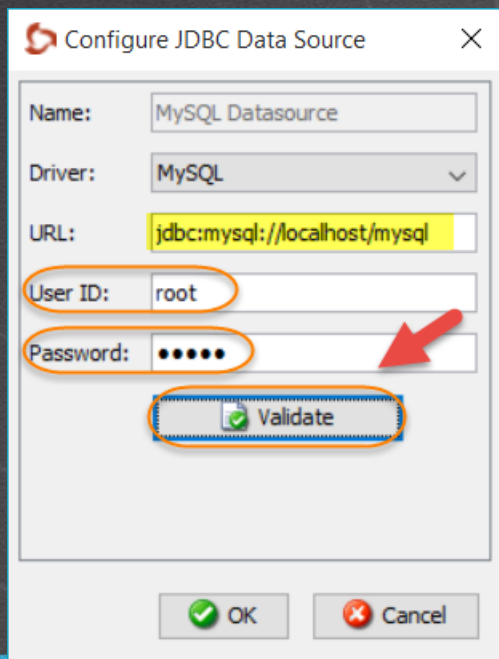 Configure JDBC Data Source
Name: MySQL Datasource
Driver: MySQL
URL: jdbc:mysql://localhost/mysql
User ID: root
Password: •••••
Validate
OK Cancel